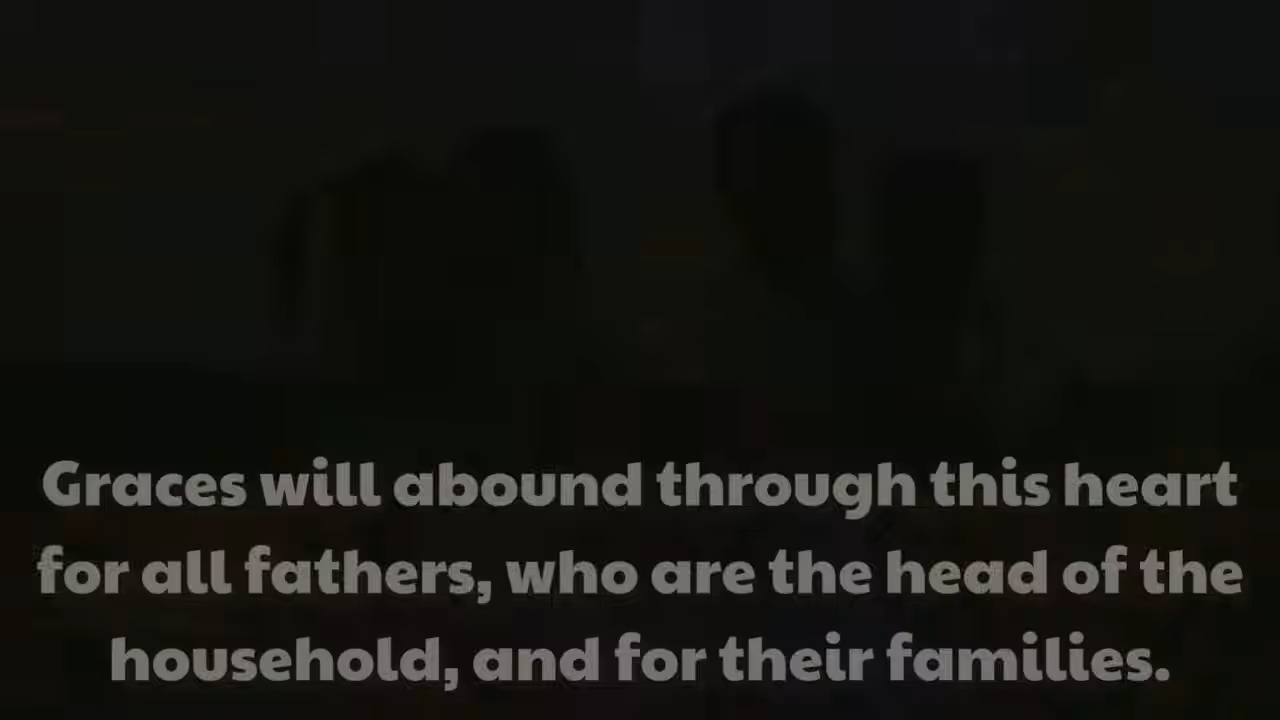 Graces will abound through this heart
for all fathers, who are the head of the
household, and for their families.